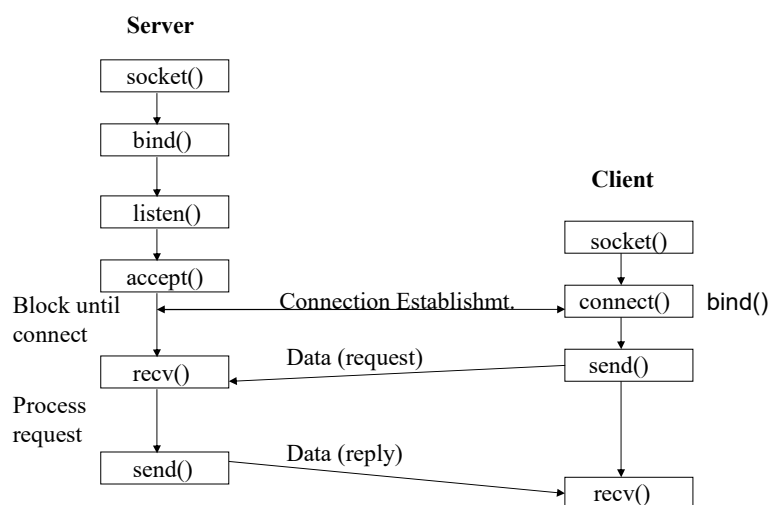 Server
socket()
bind()
listen()
accept()
Block until
connect
recv()
Process
request
send()
Connection Establishmt.
Data (request)
Data (reply)
Client
socket()
connect()
bind()
send()
recv()